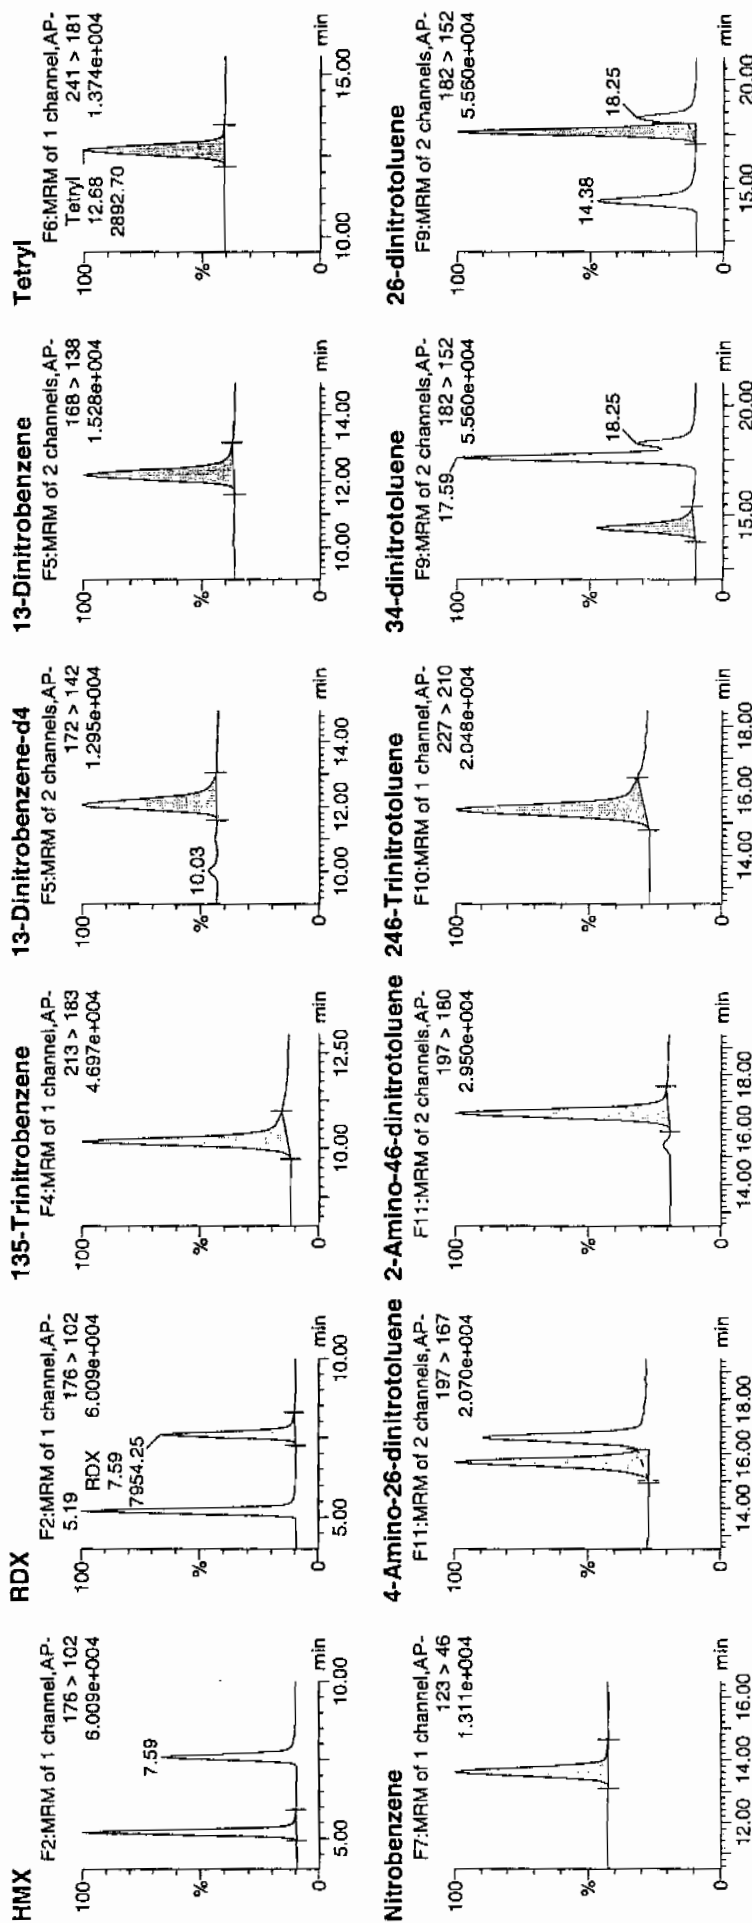 HMX
F2:MRM of 1 channel,AP-
176 > 102
6.009e+004
100
7.59
%
0
5.00
10.00
min
RDX
F2:MRM of 1 channel,AP-
176 > 102
6.009e+004
100
5.19
RDX
7.59
7954.25
%
0
5.00
10.00
min
135-Trinitrobenzene
F4:MRM of 1 channel,AP-
213 > 183
4.697e+004
100
%
0
10.00
12.50
min
13-Dinitrobenzene-d4
F5:MRM of 2 channels,AP-
172 > 142
1.295e+004
100
10.03
%
0
10.00
12.00
14.00
min
13-Dinitrobenzene
F5:MRM of 2 channels,AP-
168 > 138
1.528e+004
100
%
0
10.00
12.00
14.00
min
Tetryl
F6:MRM of 1 channel,AP-
241 > 181
1.374e+004
100
Tetryl
12.68
2892.70
%
0
10.00
15.00
min
Nitrobenzene
F7:MRM of 1 channel,AP-
123 > 46
1.311e+004
100
%
0
12.00
14.00
16.00
min
4-Amino-26-dinitrotoluene
F11:MRM of 2 channels,AP-
197 > 167
2.070e+004
100
%
0
14.00
16.00
18.00
min
2-Amino-46-dinitrotoluene
F11:MRM of 2 channels,AP-
197 > 180
2.950e+004
100
%
0
14.00
16.00
18.00
min
246-Trinitrotoluene
F10:MRM of 1 channel,AP-
227 > 210
2.048e+004
100
%
0
14.00
16.00
18.00
min
34-dinitrotoluene
F9:MRM of 2 channels,AP-
182 > 152
5.560e+004
100
17.59
18.25
%
0
15.00
20.00
min
26-dinitrotoluene
F9:MRM of 2 channels,AP-
182 > 152
5.560e+004
100
14.38
18.25
%
0
15.00
20.00
min